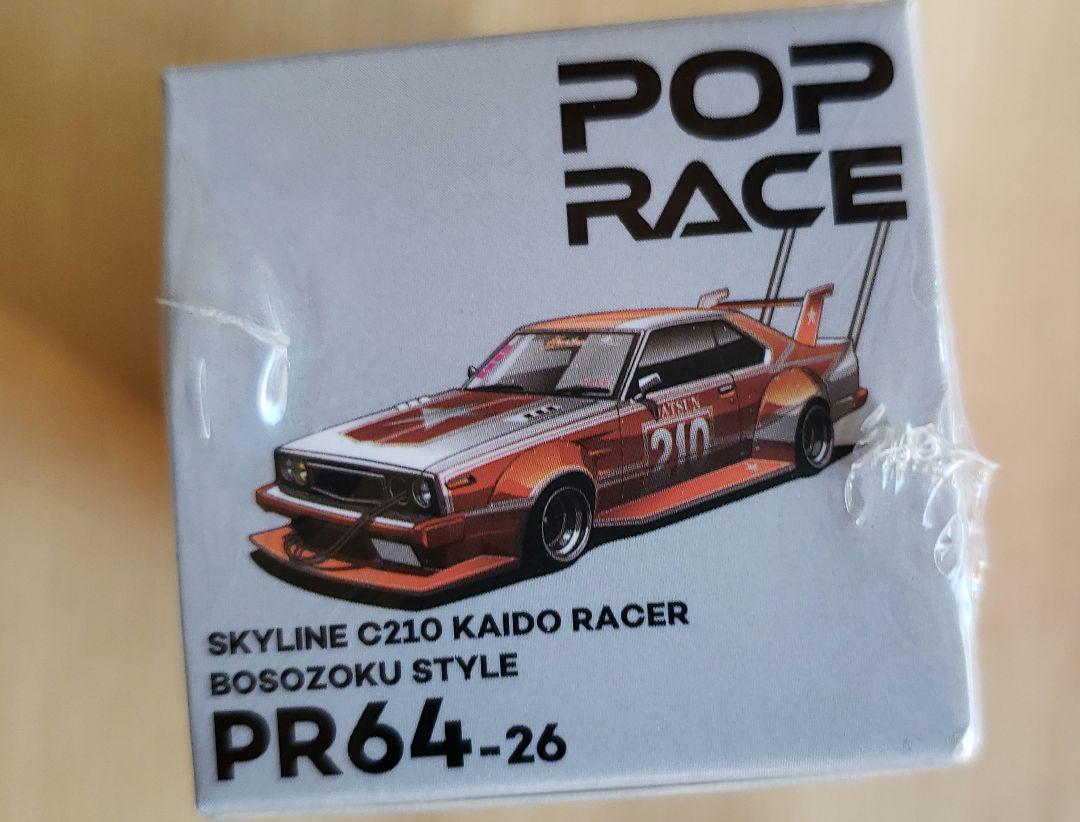 POP
RACE
210
SKYLINE C210 KAIDO RACER
BOSOZOKU STYLE
PR64-26